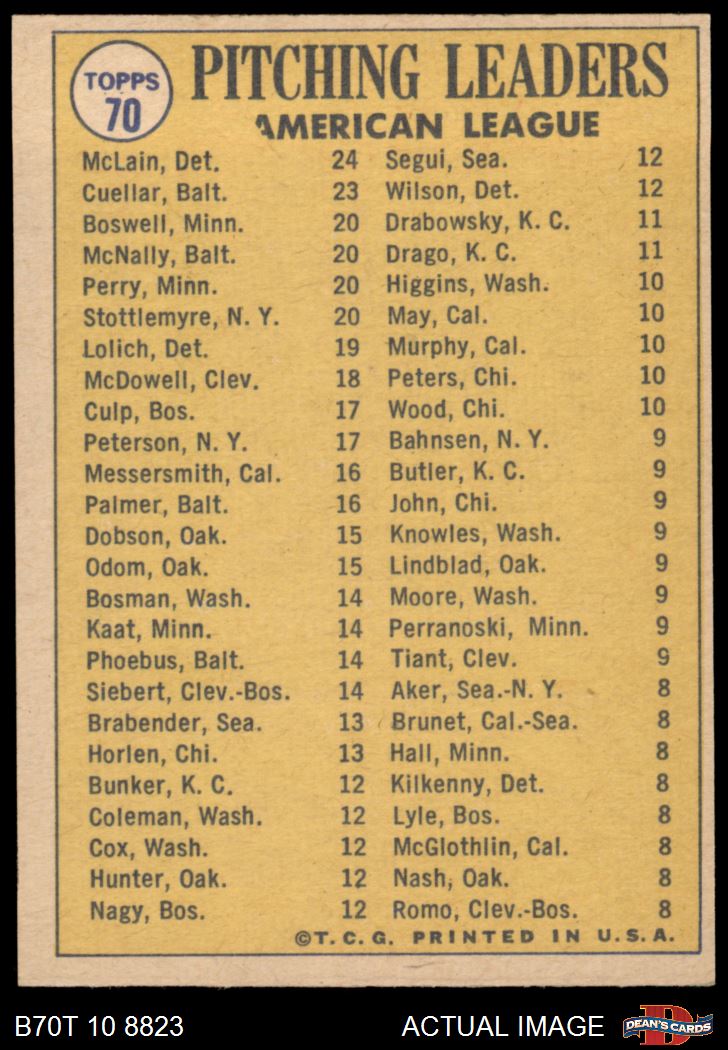 TOPPS
70
PITCHING LEADERS
AMERICAN LEAGUE
McLain, Det. 24
Cuellar, Balt. 23
Boswell, Minn. 20
McNally, Balt. 20
Perry, Minn. 20
Stottlemyre, N. Y. 20
Lolich, Det. 19
McDowell, Clev. 18
Culp, Bos. 17
Peterson, N. Y. 17
Messersmith, Cal. 16
Palmer, Balt. 16
Dobson, Oak. 15
Odom, Oak. 15
Bosman, Wash. 14
Kaat, Minn. 14
Phoebus, Balt. 14
Siebert, Clev.-Bos. 14
Brabender, Sea. 13
Horlen, Chi. 13
Bunker, K. C. 12
Coleman, Wash. 12
Cox, Wash. 12
Hunter, Oak. 12
Nagy, Bos. 12
Segui, Sea. 12
Wilson, Det. 12
Drabowsky, K. C. 11
Drago, K. C. 11
Higgins, Wash. 10
May, Cal. 10
Murphy, Cal. 10
Peters, Chi. 10
Wood, Chi. 10
Bahnsen, N. Y. 9
Butler, K. C. 9
John, Chi. 9
Knowles, Wash. 9
Lindblad, Oak. 9
Moore, Wash. 9
Perranoski, Minn. 9
Tiant, Clev. 9
Aker, Sea.-N. Y. 8
Brunet, Cal.-Sea. 8
Hall, Minn. 8
Kilkenny, Det. 8
Lyle, Bos. 8
McGlothlin, Cal. 8
Nash, Oak. 8
Romo, Clev.-Bos. 8
©T. C. G. PRINTED IN U. S. A.
B70T 10 8823
ACTUAL IMAGE
D
DEAN'S CARDS